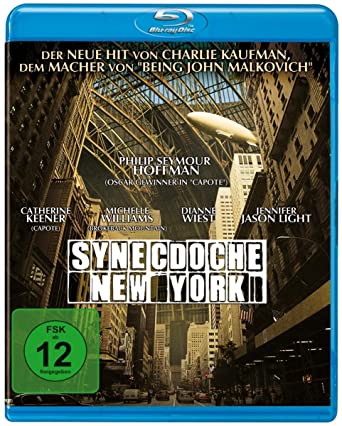 Blu-ray Disc
DER NEUE HIT VON CHARLIE KAUFMAN,
DEM MACHER VON "BEING JOHN MALKOVICH"
PHILIP SEYMOUR
HOFFMAN
(OSCAR GEWINNER IN "CAPOTE")
CATHERINE MICHELLE DIANNE JENNIFER
KEENER WILLIAMS WIEST JASON LIGHT
(CAPOTE) (BROKEBACK MOUNTAIN)
SYNECDOCHE
NEW YORK
FSK
ab
12
freigegeben